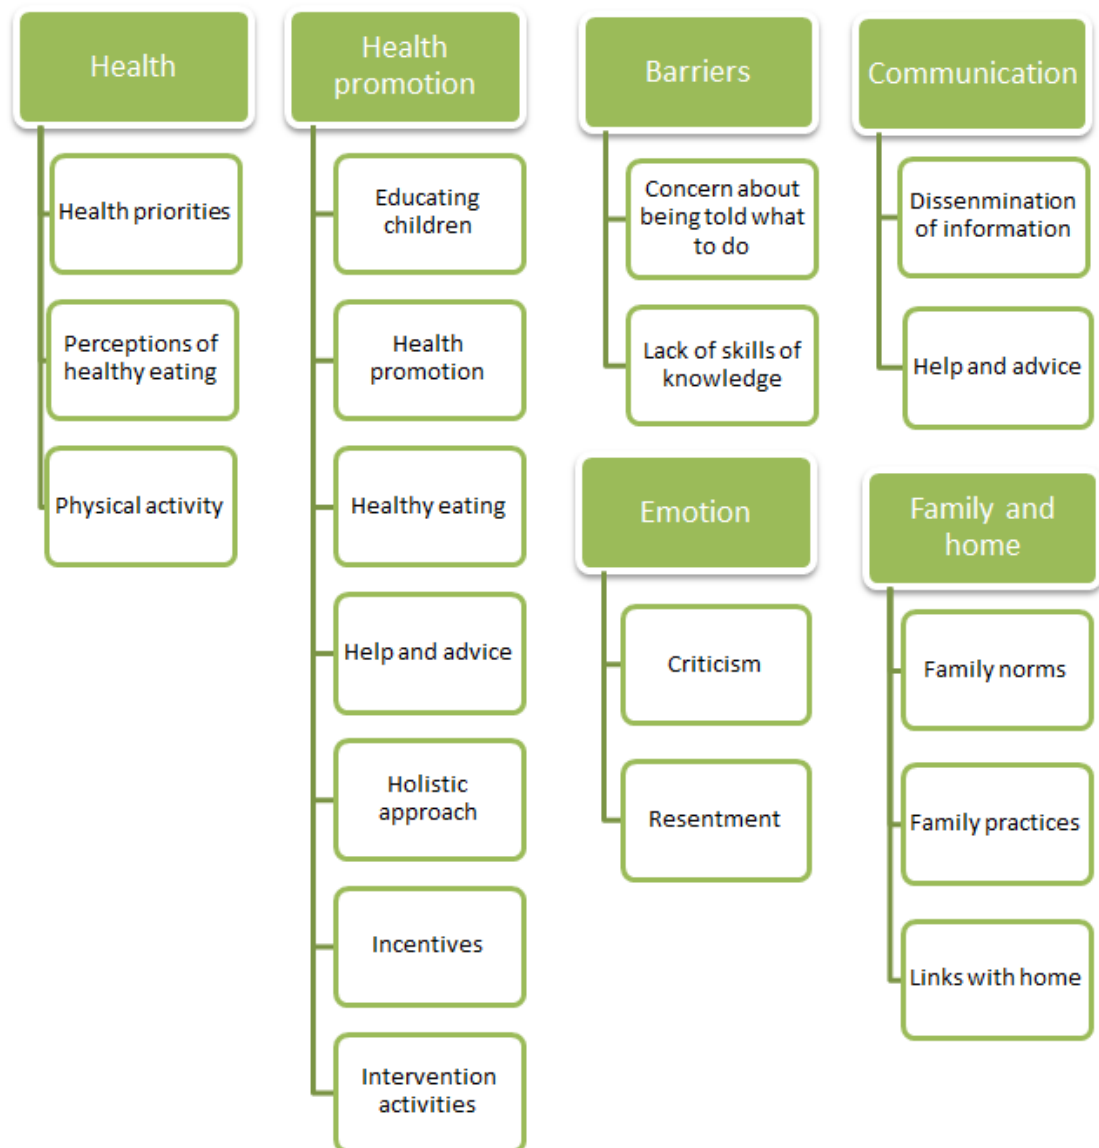 Health
Health priorities
Perceptions of
healthy eating
Physical activity
Health
promotion
Educating
children
Health
promotion
Healthy eating
Help and advice
Holistic
approach
Incentives
Intervention
activities
Barriers
Concern about
being told what
to do
Lack of skills of
knowledge
Communication
Dissenmination
of information
Help and advice
Emotion
Criticism
Resentment
Family and
home
Family norms
Family practices
Links with home